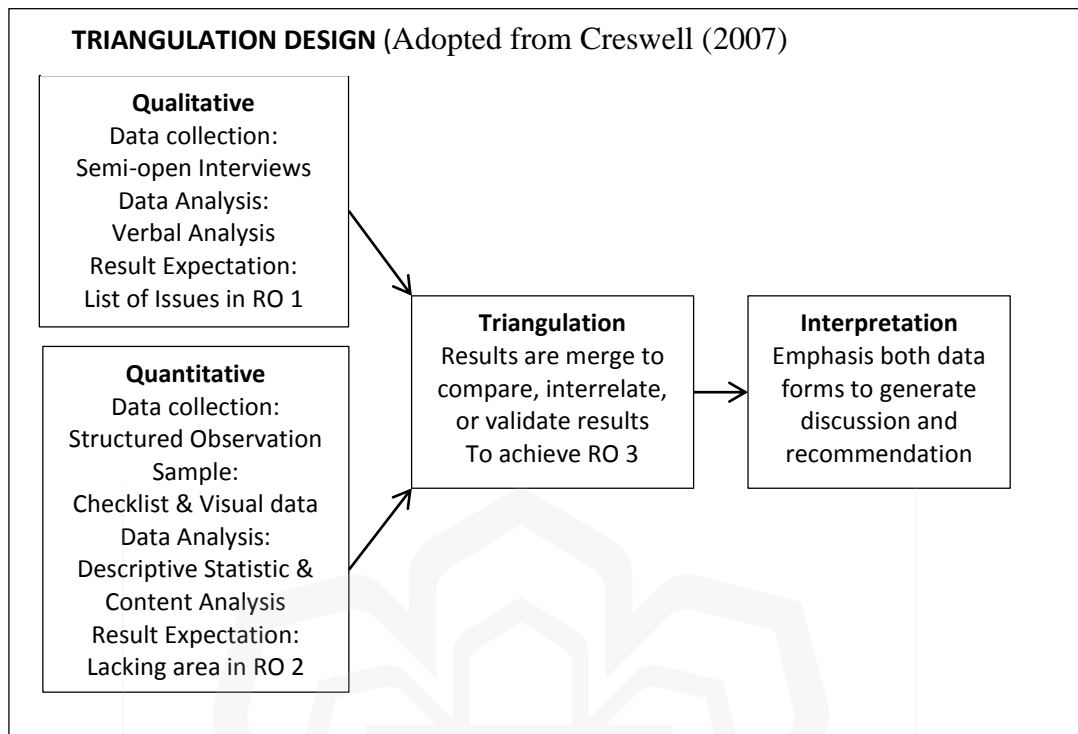 TRIANGULATION DESIGN (Adopted from Creswell (2007)
Qualitative
Data collection:
Semi-open Interviews
Data Analysis:
Verbal Analysis
Result Expectation:
List of Issues in RO 1
Quantitative
Data collection:
Structured Observation
Sample:
Checklist & Visual data
Data Analysis:
Descriptive Statistic &
Content Analysis
Result Expectation:
Lacking area in RO 2
Triangulation
Results are merge to
compare, interrelate,
or validate results
To achieve RO 3
Interpretation
Emphasis both data
forms to generate
discussion and
recommendation